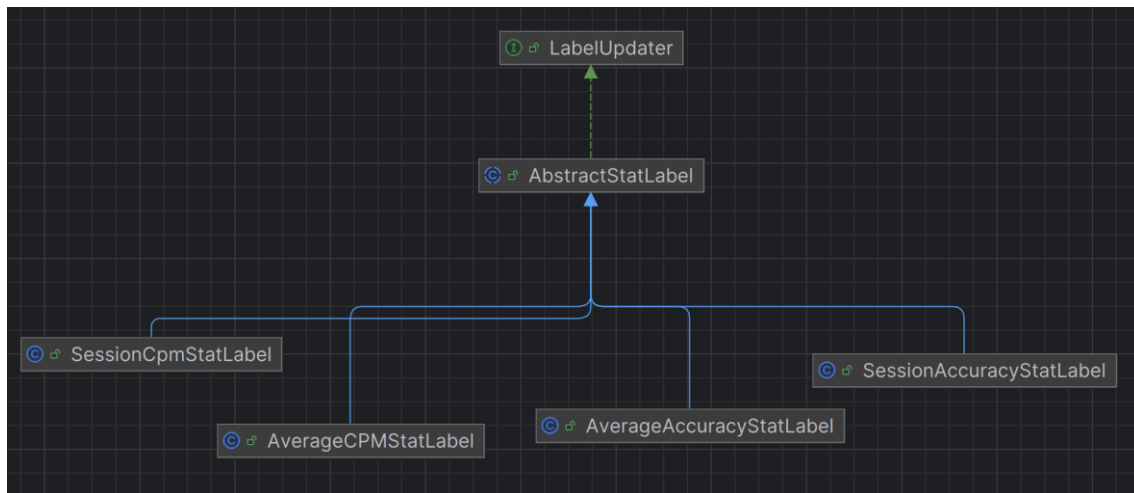 LabelUpdater
AbstractStatLabel
SessionCpmStatLabel
SessionAccuracyStatLabel
AverageAccuracyStatLabel
AverageCPMStatLabel